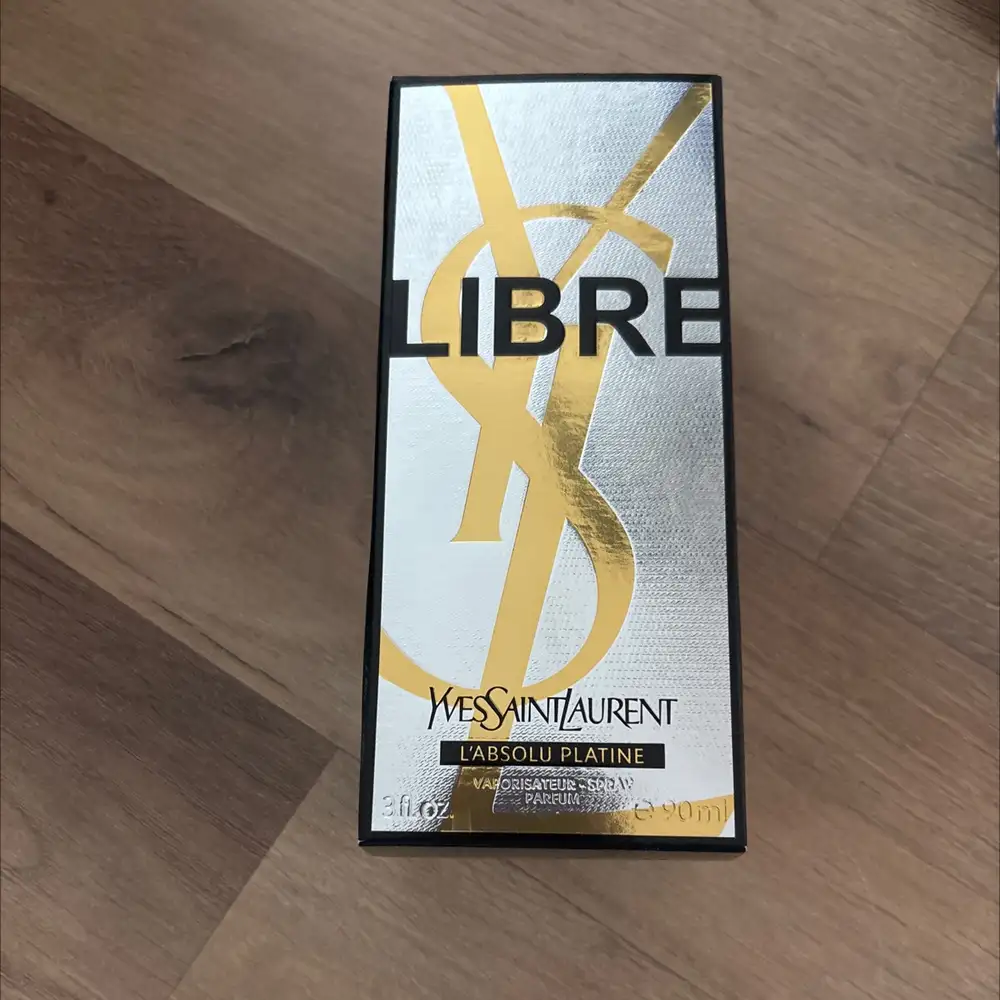 LIBRE
YVESSAINTLAURENT
L'ABSOLU PLATINE
VAPORISATEUR - SPRAY
PARFUM
3 fl.oz. ℮ 90 ml